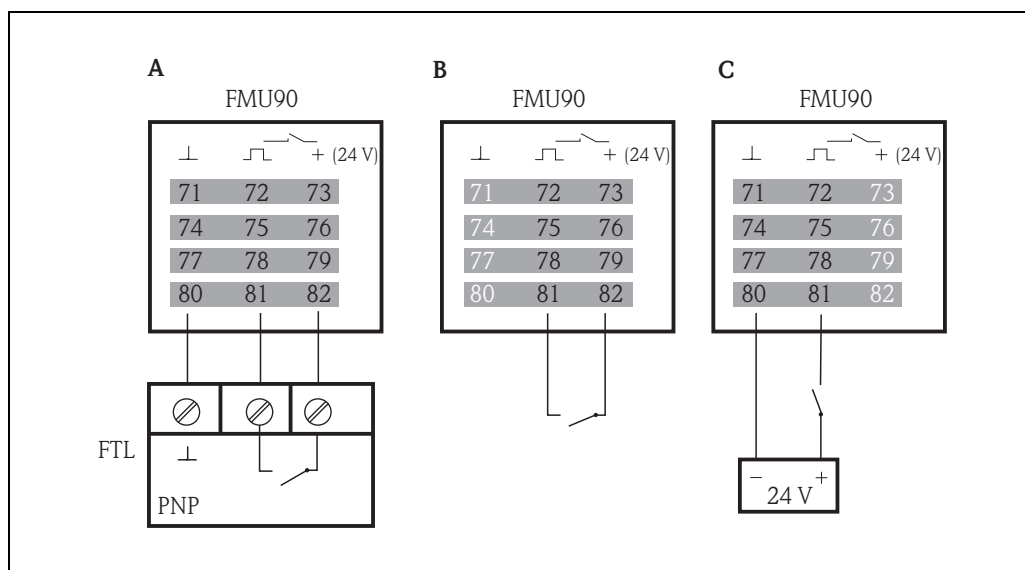 A
B
C
FMU90
FMU90
FMU90
+ (24 V)
+ (24 V)
+ (24 V)
71 72 73
74 75 76
77 78 79
80 81 82
71 72 73
74 75 76
77 78 79
80 81 82
71 72 73
74 75 76
77 78 79
80 81 82
FTL
PNP
- +
24 V